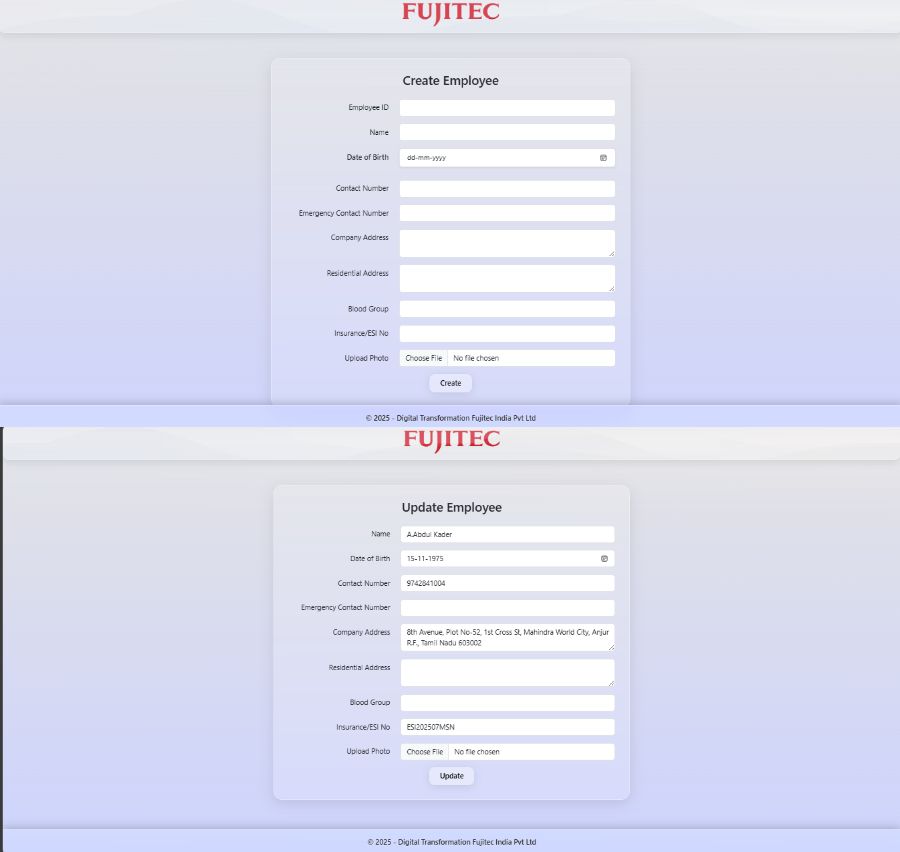 FUJITEC
Create Employee
Employee ID
Name
Date of Birth dd-mm-yyyy
Contact Number
Emergency Contact Number
Company Address
Residential Address
Blood Group
Insurance/ESI No
Upload Photo Choose File No file chosen
Create
© 2025 - Digital Transformation Fujitec India Pvt Ltd
FUJITEC
Update Employee
Name A.Abdul Kader
Date of Birth 15-11-1975
Contact Number 9742841004
Emergency Contact Number
Company Address 8th Avenue, Plot No-52, 1st Cross St, Mahindra World City, Anjur
R.F., Tamil Nadu 603002
Residential Address
Blood Group
Insurance/ESI No ESI202507MSN
Upload Photo Choose File No file chosen
Update
© 2025 - Digital Transformation Fujitec India Pvt Ltd